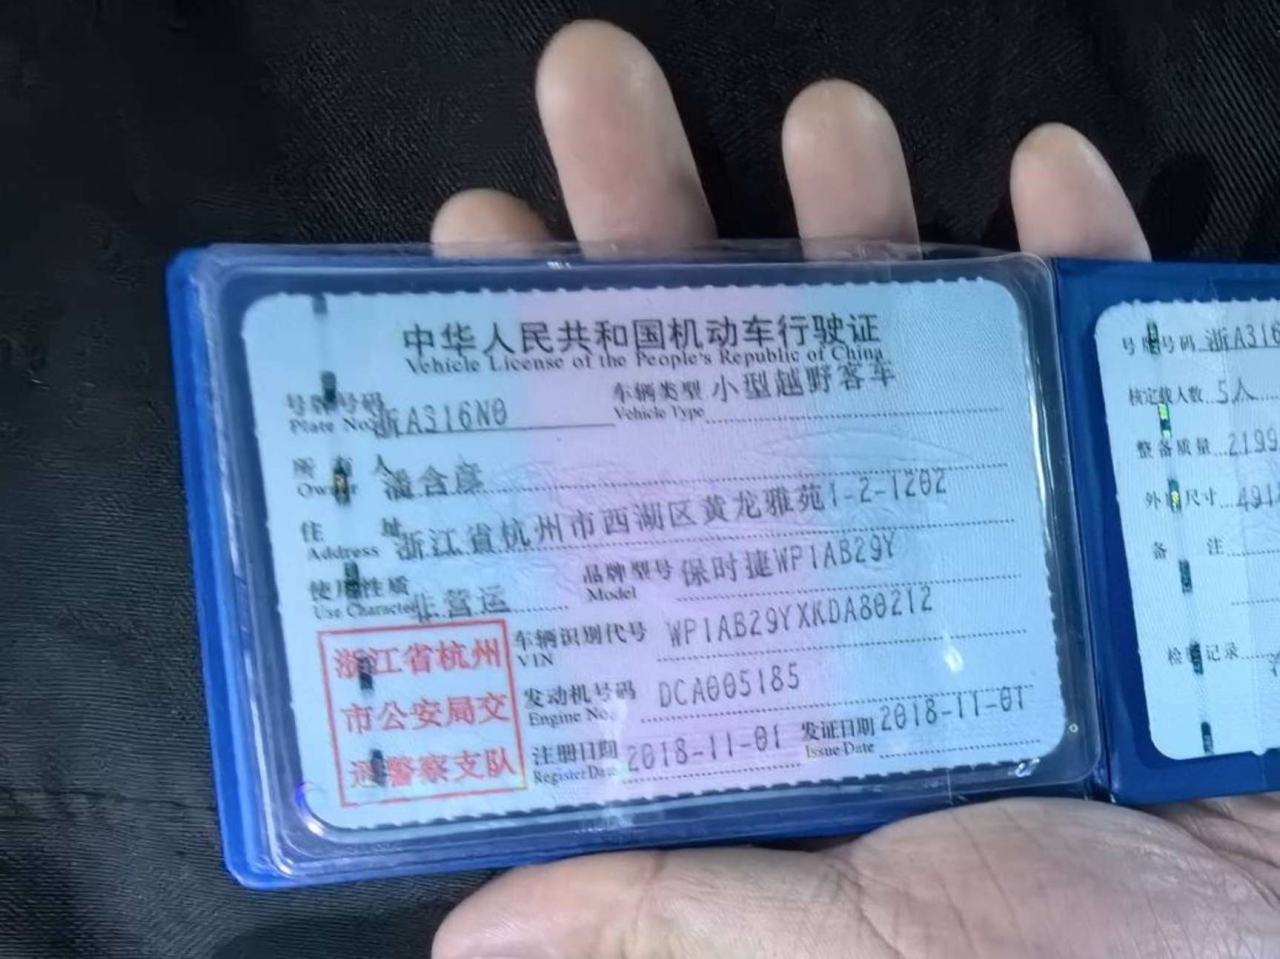 中华人民共和国机动车行驶证
Vehicle License of the People's Republic of China
号牌号码 浙A316N0 车辆类型 小型越野客车
Plate No. Vehicle Type
所有人 潘含彦
Owner
住址 浙江省杭州市西湖区黄龙雅苑1-2-1202
Address
使用性质 非营运 品牌型号 保时捷WP1AB29Y
Use Character Model
车辆识别代号 WP1AB29YXKDA80212
VIN
发动机号码 DCA005185
Engine No.
注册日期 2018-11-01 发证日期 2018-11-01
Register Date Issue Date
浙江省杭州
市公安局交
通警察支队
号牌号码 浙A316
核定载人数 5人
整备质量 2199
外廓尺寸 491
备注
检验记录